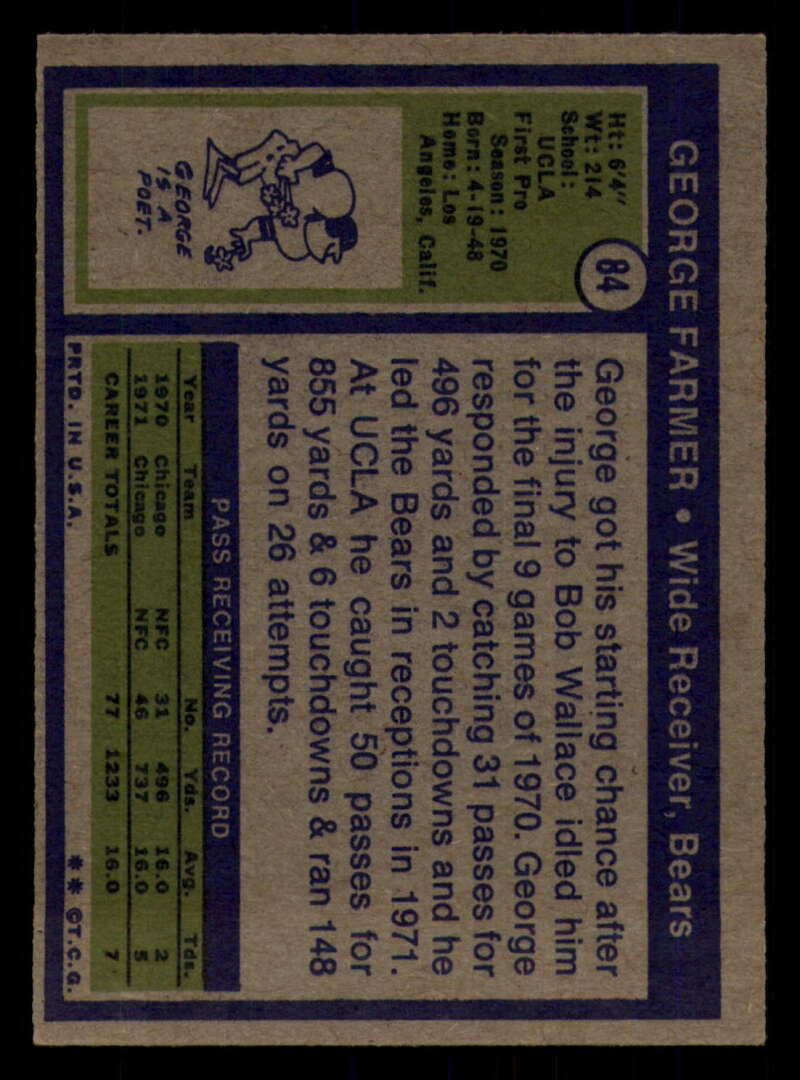 GEORGE FARMER • Wide Receiver, Bears
84
Ht: 6'4"
Wt: 214
School:
UCLA
First Pro
Season: 1970
Born: 4-19-48
Home: Los
Angeles, Calif.
GEORGE
IS A
POET.
George got his starting chance after
the injury to Bob Wallace idled him
for the final 9 games of 1970. George
responded by catching 31 passes for
496 yards and 2 touchdowns and he
led the Bears in receptions in 1971.
At UCLA he caught 50 passes for
855 yards & 6 touchdowns & ran 148
yards on 26 attempts.
PASS RECEIVING RECORD
Year Team No. Yds. Avg. Tds.
1970 Chicago NFC 31 496 16.0 2
1971 Chicago NFC 46 737 16.0 5
CAREER TOTALS 77 1233 16.0 7
PRTD. IN U.S.A. ** ©T.C.G.